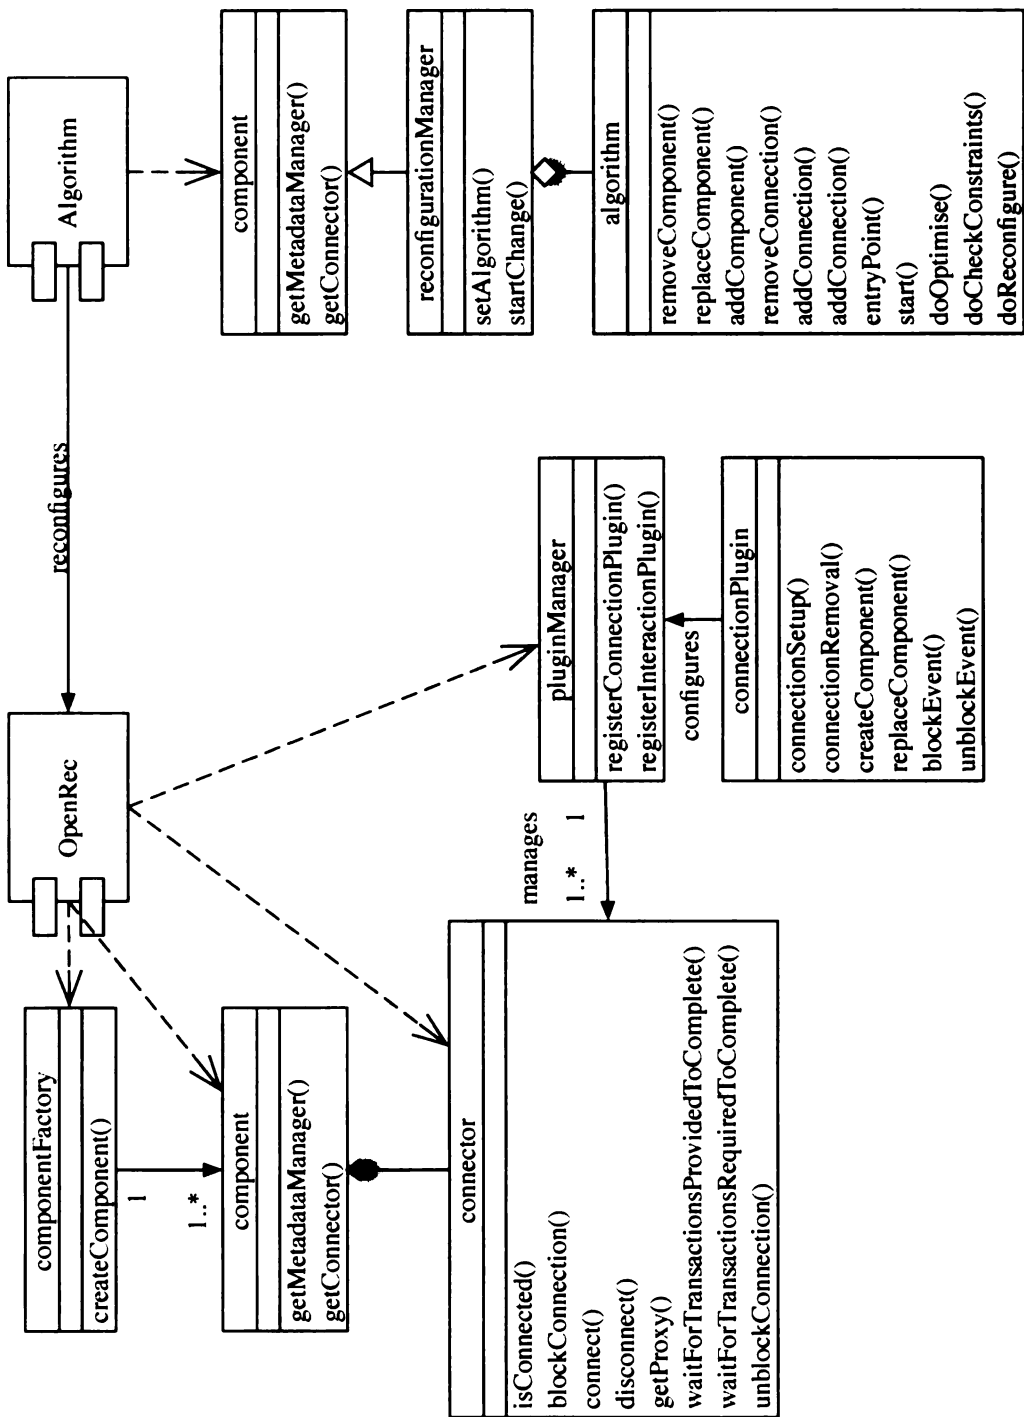 OpenRec
reconfigures
Algorithm
componentFactory
createComponent()
1
1..*
component
getMetadataManager()
getConnector()
connector
isConnected()
blockConnection()
connect()
disconnect()
getProxy()
waitForTransactionsProvidedToComplete()
waitForTransactionsRequiredToComplete()
unblockConnection()
manages
1..*
1
pluginManager
registerConnectionPlugin()
registerInteractionPlugin()
configures
connectionPlugin
connectionSetup()
connectionRemoval()
createComponent()
replaceComponent()
blockEvent()
unblockEvent()
component
getMetadataManager()
getConnector()
reconfigurationManager
setAlgorithm()
startChange()
algorithm
removeComponent()
replaceComponent()
addComponent()
removeConnection()
addConnection()
addConnection()
entryPoint()
start()
doOptimise()
doCheckConstraints()
doReconfigure()